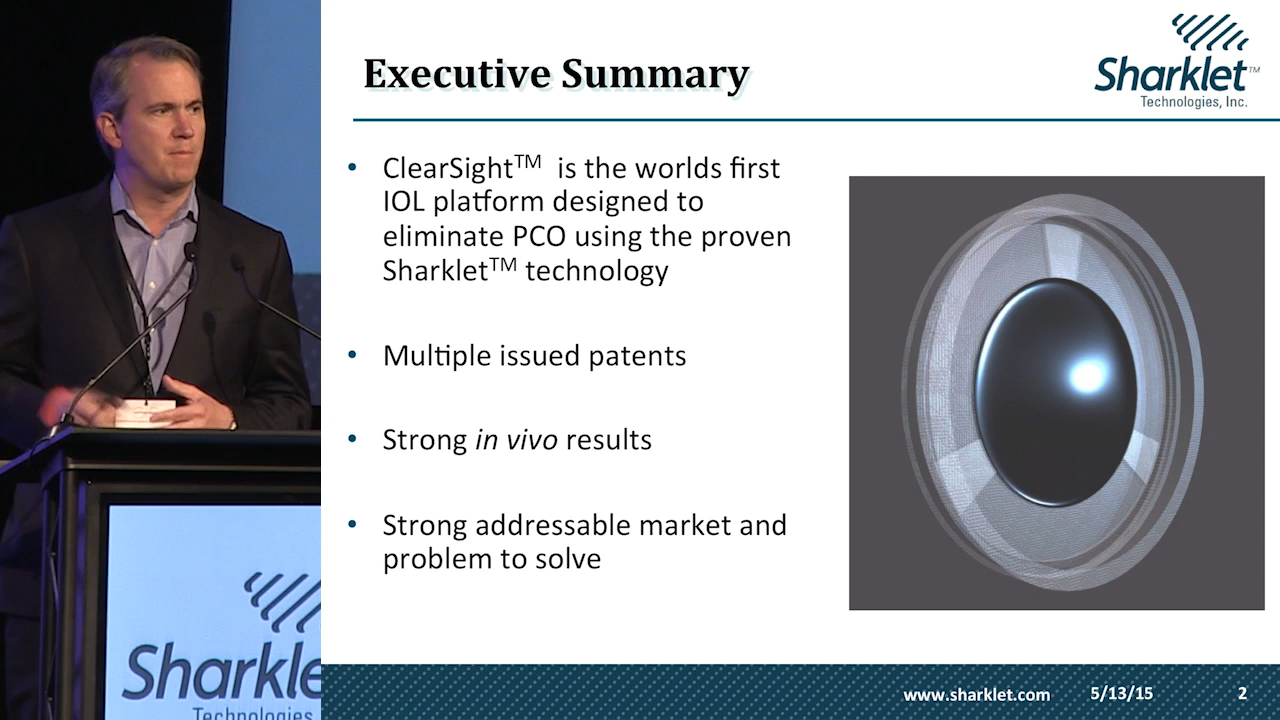 Executive Summary
Sharklet™
Technologies, Inc.
• ClearSight™ is the worlds first
IOL platform designed to
eliminate PCO using the proven
Sharklet™ technology
• Multiple issued patents
• Strong in vivo results
• Strong addressable market and
problem to solve
Sharkle
Technologies
www.sharklet.com 5/13/15 2